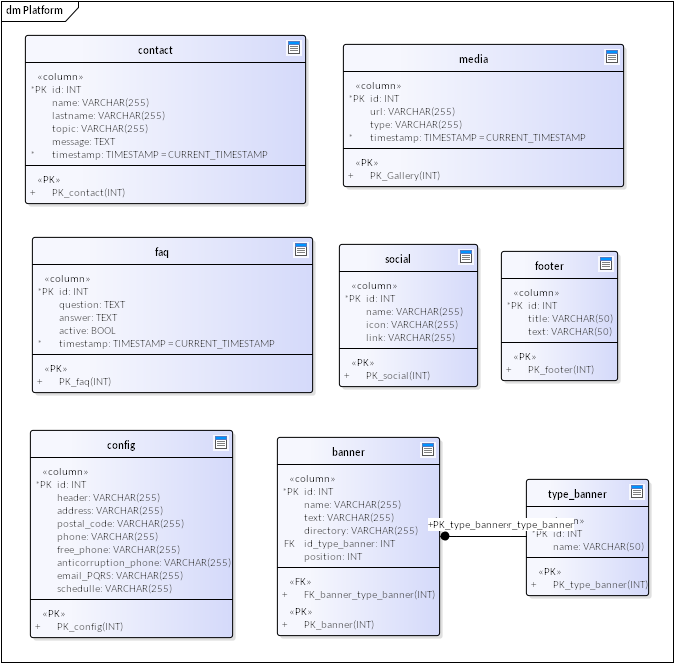 dm Platform
contact
«column»
*PK id: INT
name: VARCHAR(255)
lastname: VARCHAR(255)
topic: VARCHAR(255)
message: TEXT
* timestamp: TIMESTAMP = CURRENT_TIMESTAMP
«PK»
+ PK_contact(INT)
media
«column»
*PK id: INT
url: VARCHAR(255)
type: VARCHAR(255)
* timestamp: TIMESTAMP = CURRENT_TIMESTAMP
«PK»
+ PK_Gallery(INT)
faq
«column»
*PK id: INT
question: TEXT
answer: TEXT
active: BOOL
* timestamp: TIMESTAMP = CURRENT_TIMESTAMP
«PK»
+ PK_faq(INT)
social
«column»
*PK id: INT
name: VARCHAR(255)
icon: VARCHAR(255)
link: VARCHAR(255)
«PK»
+ PK_social(INT)
footer
«column»
*PK id: INT
title: VARCHAR(50)
text: VARCHAR(50)
«PK»
+ PK_footer(INT)
config
«column»
*PK id: INT
header: VARCHAR(255)
address: VARCHAR(255)
postal_code: VARCHAR(255)
phone: VARCHAR(255)
free_phone: VARCHAR(255)
anticorruption_phone: VARCHAR(255)
email_PQRS: VARCHAR(255)
schedulle: VARCHAR(255)
«PK»
+ PK_config(INT)
banner
«column»
*PK id: INT
name: VARCHAR(255)
text: VARCHAR(255)
directory: VARCHAR(255)
FK id_type_banner: INT
position: INT
«FK»
+ FK_banner_type_banner(INT)
«PK»
+ PK_banner(INT)
+PK_type_bannerr_type_banner
type_banner
*PK id: INT
name: VARCHAR(50)
«PK»
+ PK_type_banner(INT)